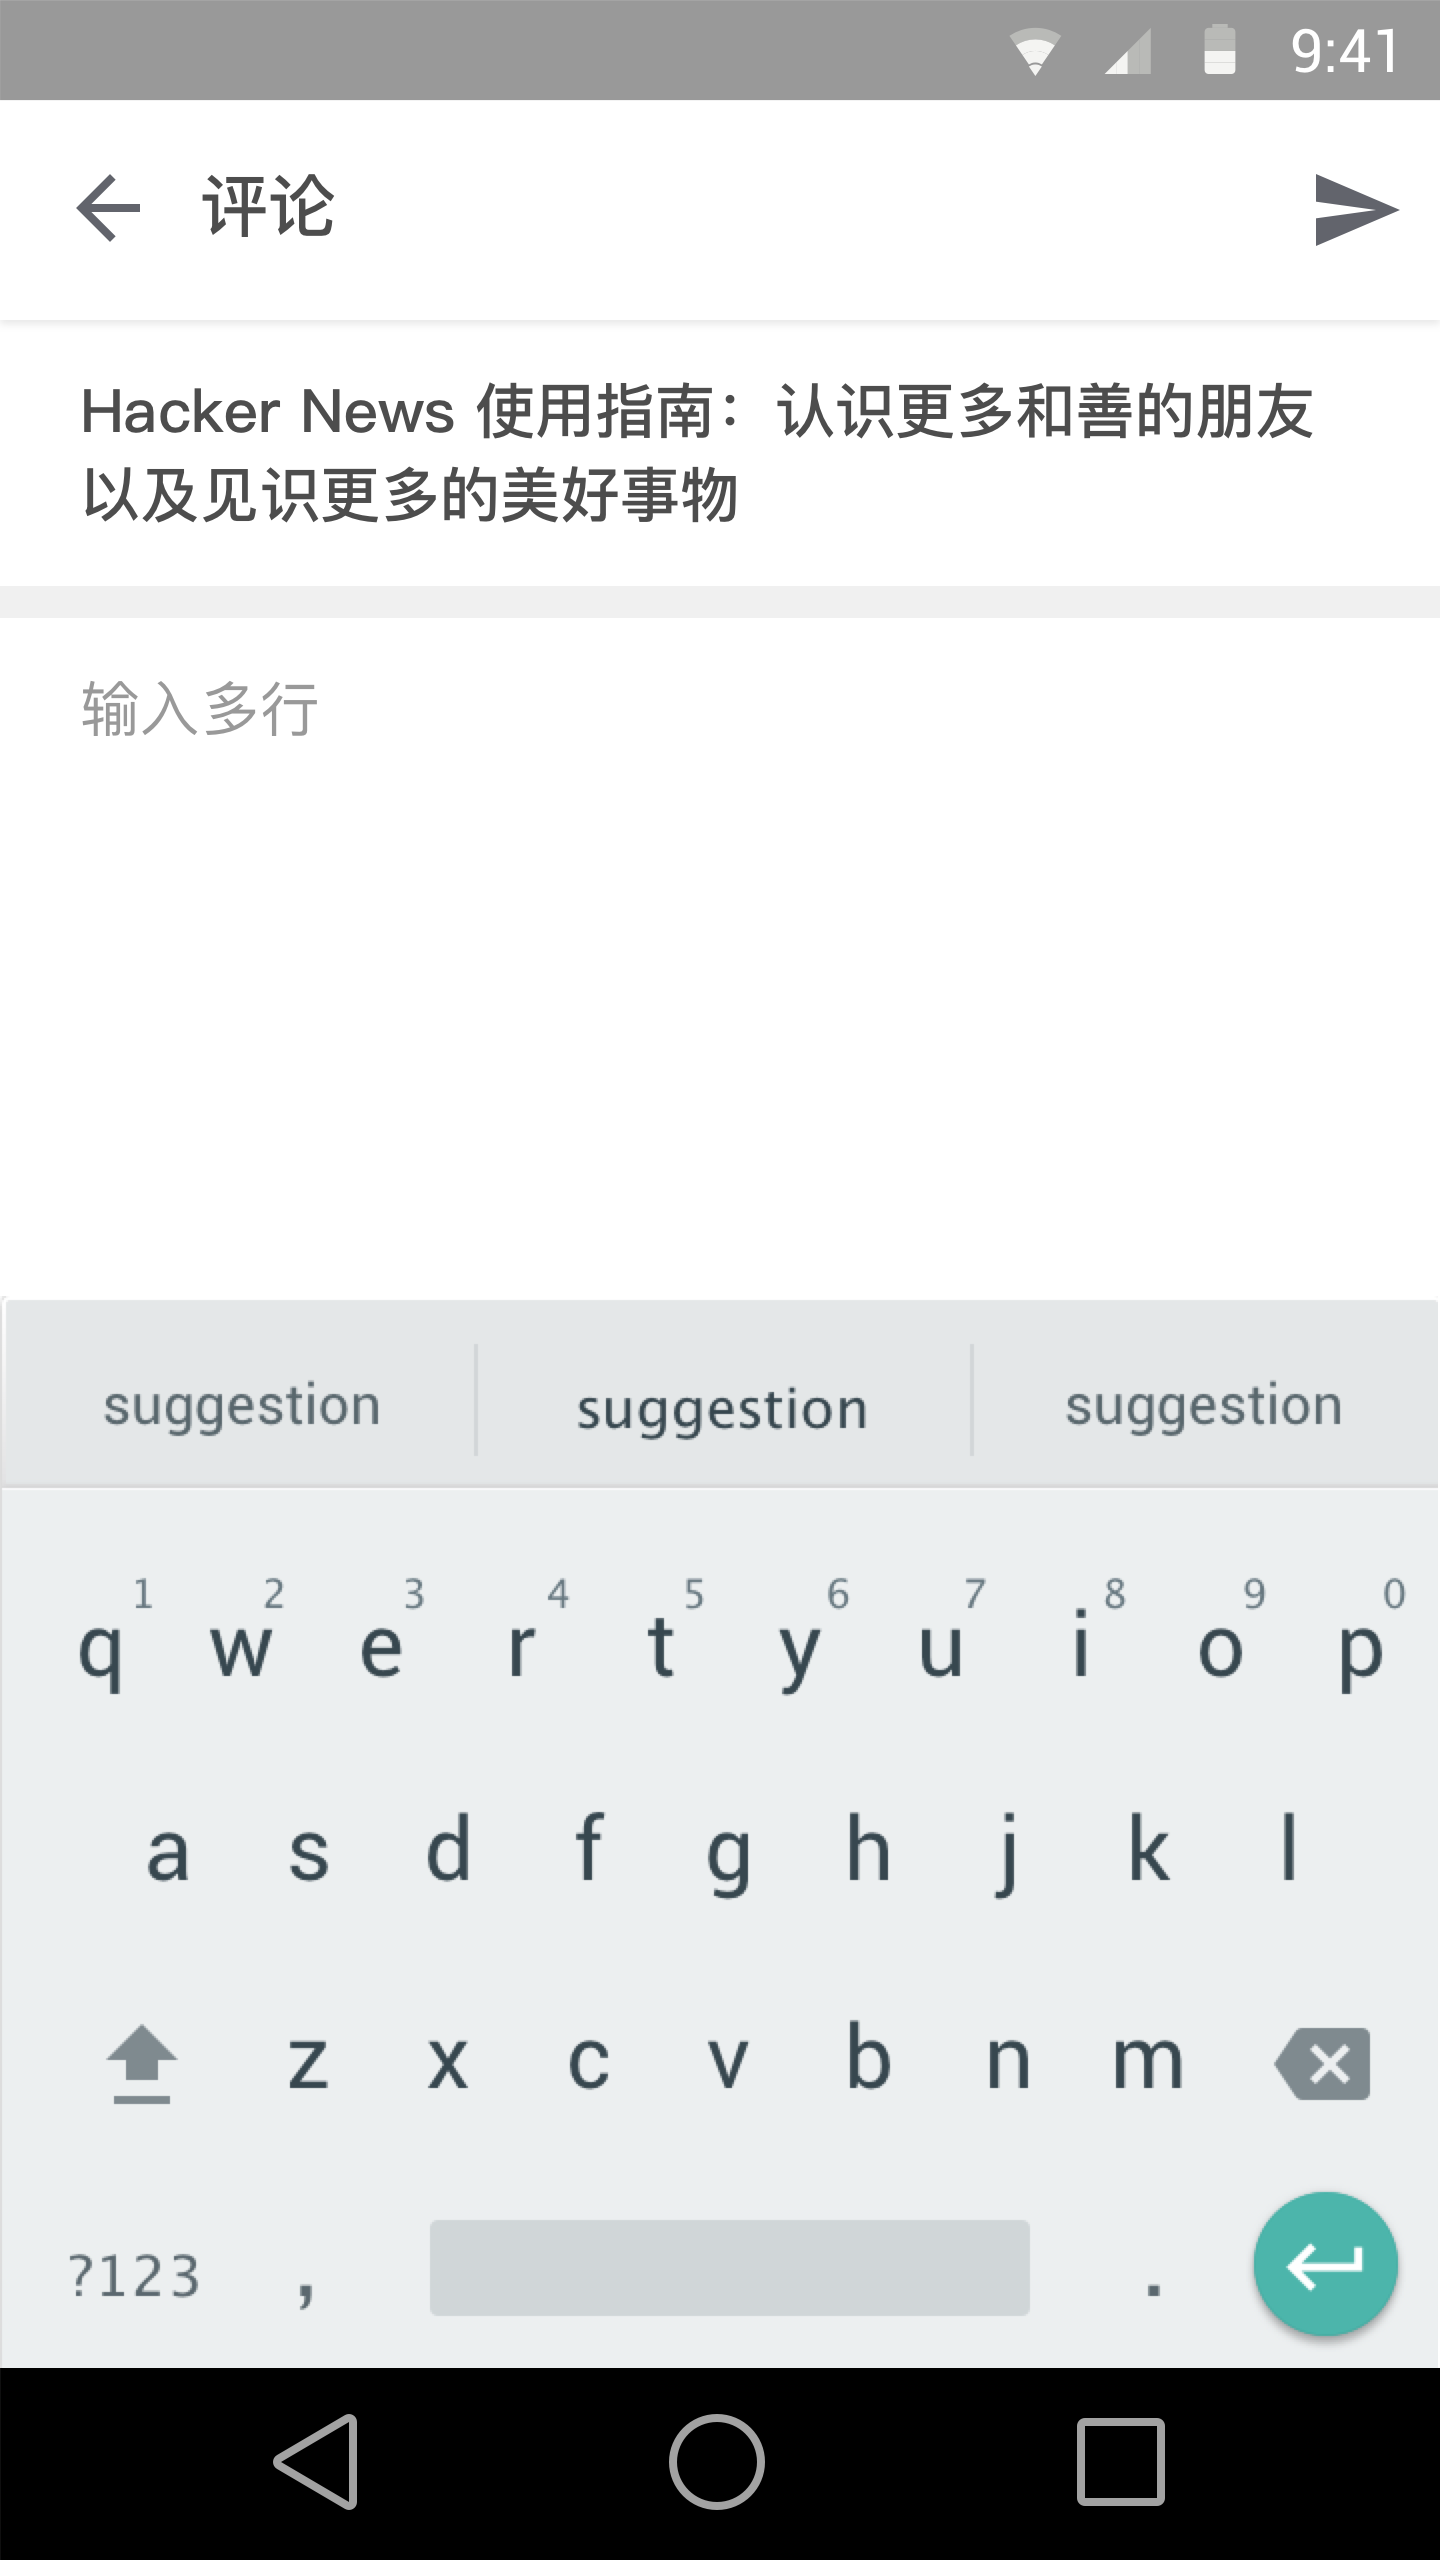 9:41
评论
Hacker News 使用指南：认识更多和善的朋友
以及见识更多的美好事物
输入多行
suggestion suggestion suggestion
1 2 3 4 5 6 7 8 9 0
q w e r t y u i o p
a s d f g h j k l
z x c v b n m
?123 , .